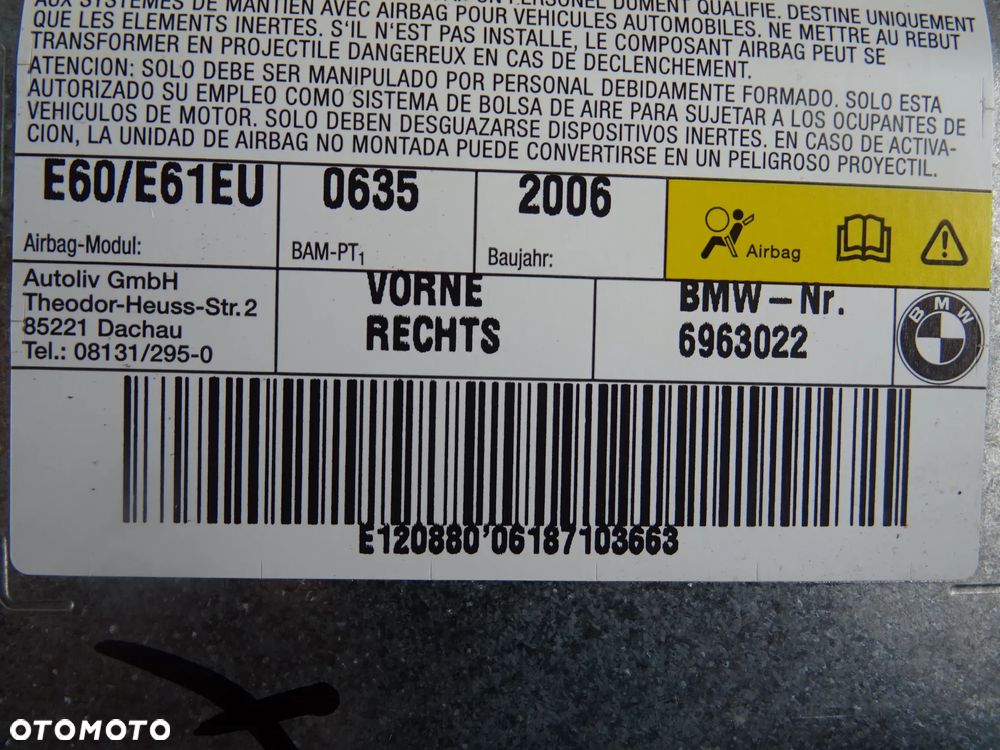 PERSONEL DUMENT QUALIFIE. DESTINE UNIQUEMENT
AUX SYSTEMES DE MAINTIEN AVEC AIRBAG POUR VEHICULES AUTOMOBILES. NE METTRE AU REBUT
QUE LES ELEMENTS INERTES. S'IL N'EST PAS INSTALLE, LE COMPOSANT AIRBAG PEUT SE
TRANSFORMER EN PROJECTILE DANGEREUX EN CAS DE DECLENCHEMENT.
ATENCION: SOLO DEBE SER MANIPULADO POR PERSONAL DEBIDAMENTE FORMADO. SOLO ESTA
AUTORIZADO SU EMPLEO COMO SISTEMA DE BOLSA DE AIRE PARA SUJETAR A LOS OCUPANTES DE
VEHICULOS DE MOTOR. SOLO DEBEN DESGUAZARSE DISPOSITIVOS INERTES. EN CASO DE ACTIVA-
CION, LA UNIDAD DE AIRBAG NO MONTADA PUEDE CONVERTIRSE EN UN PELIGROSO PROYECTIL.
E60/E61EU
Airbag-Modul:
0635
BAM-PT1
2006
Baujahr:
Airbag
Autoliv GmbH
Theodor-Heuss-Str. 2
85221 Dachau
Tel.: 08131/295-0
VORNE
RECHTS
BMW-Nr.
6963022
BMW
E120880'06187103663
OTOMOTO